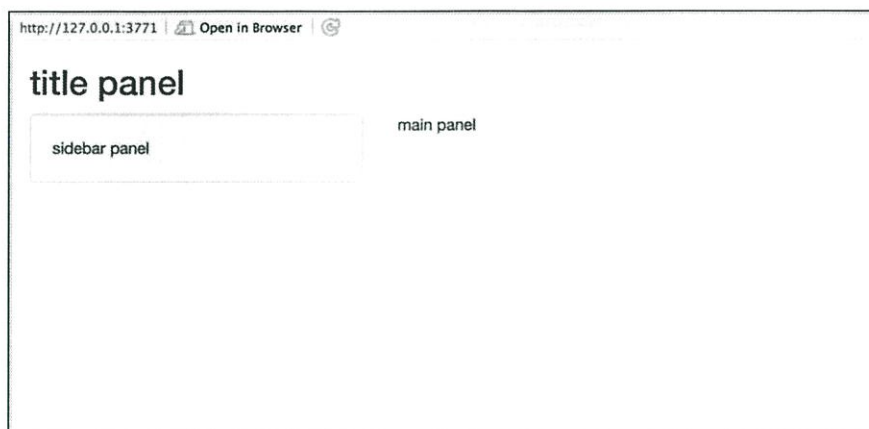 http://127.0.0.1:3771 Open in Browser
title panel
sidebar panel
main panel